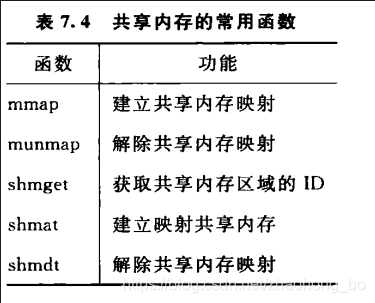 表 7.4 共享内存的常用函数
函数 功能
mmap 建立共享内存映射
munmap 解除共享内存映射
shmget 获取共享内存区域的 ID
shmat 建立映射共享内存
shmdt 解除共享内存映射
https://blog.csdn.net/zhaohong_bo